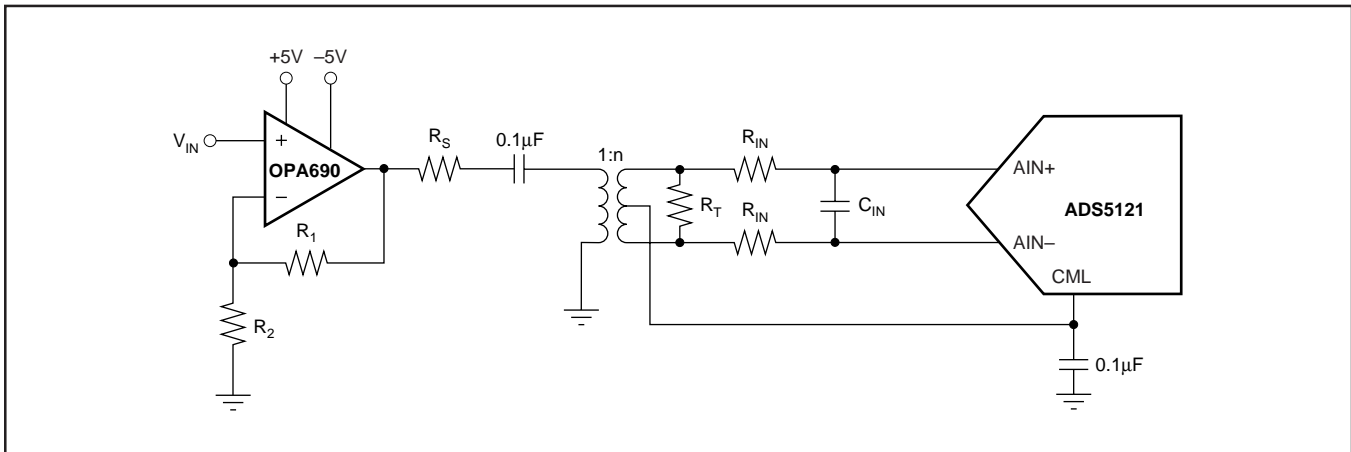 +5V –5V
V_IN
+
OPA690
–
R_S
0.1μF
1:n
R_IN
AIN+
R_T
C_IN
ADS5121
R_1
R_IN
AIN–
CML
R_2
0.1μF